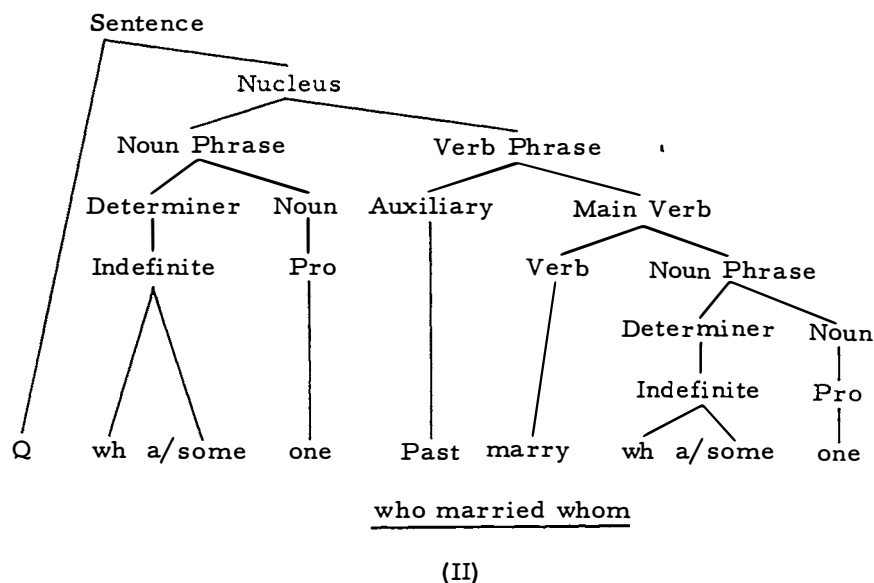 Sentence
Nucleus
Noun Phrase Verb Phrase
Determiner Noun Auxiliary Main Verb
Indefinite Pro Verb Noun Phrase
Determiner Noun
Indefinite Pro
Q wh a/some one Past marry wh a/some one
who married whom
(II)